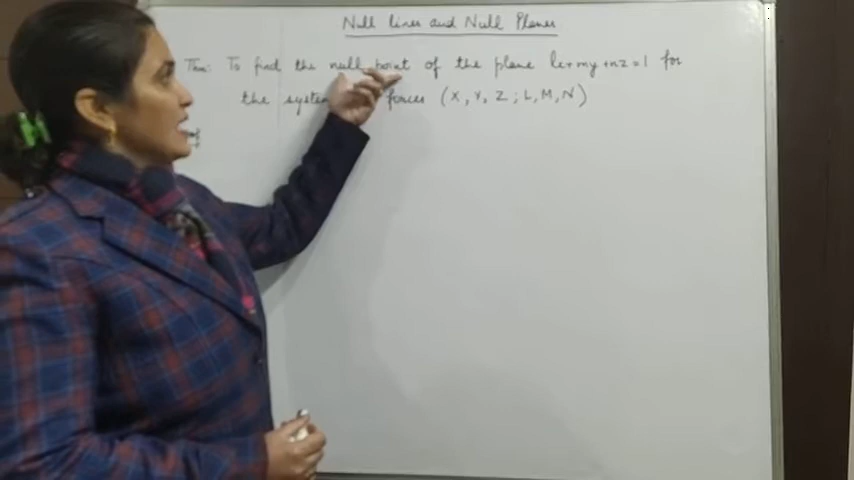 Null lines and Null Planes
Thm: To find the null point of the plane lx+my+nz=1 for
the system forces (X, Y, Z ; L, M, N)